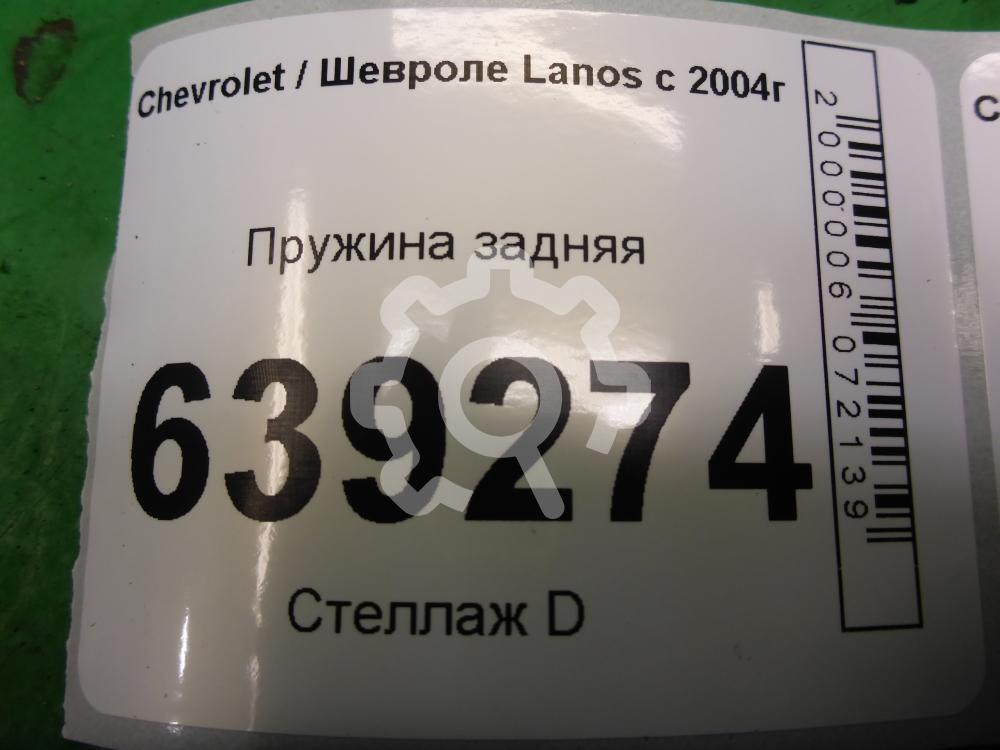 Chevrolet / Шевроле Lanos с 2004г
Пружина задняя
639274
Стеллаж D
2000006072139
С